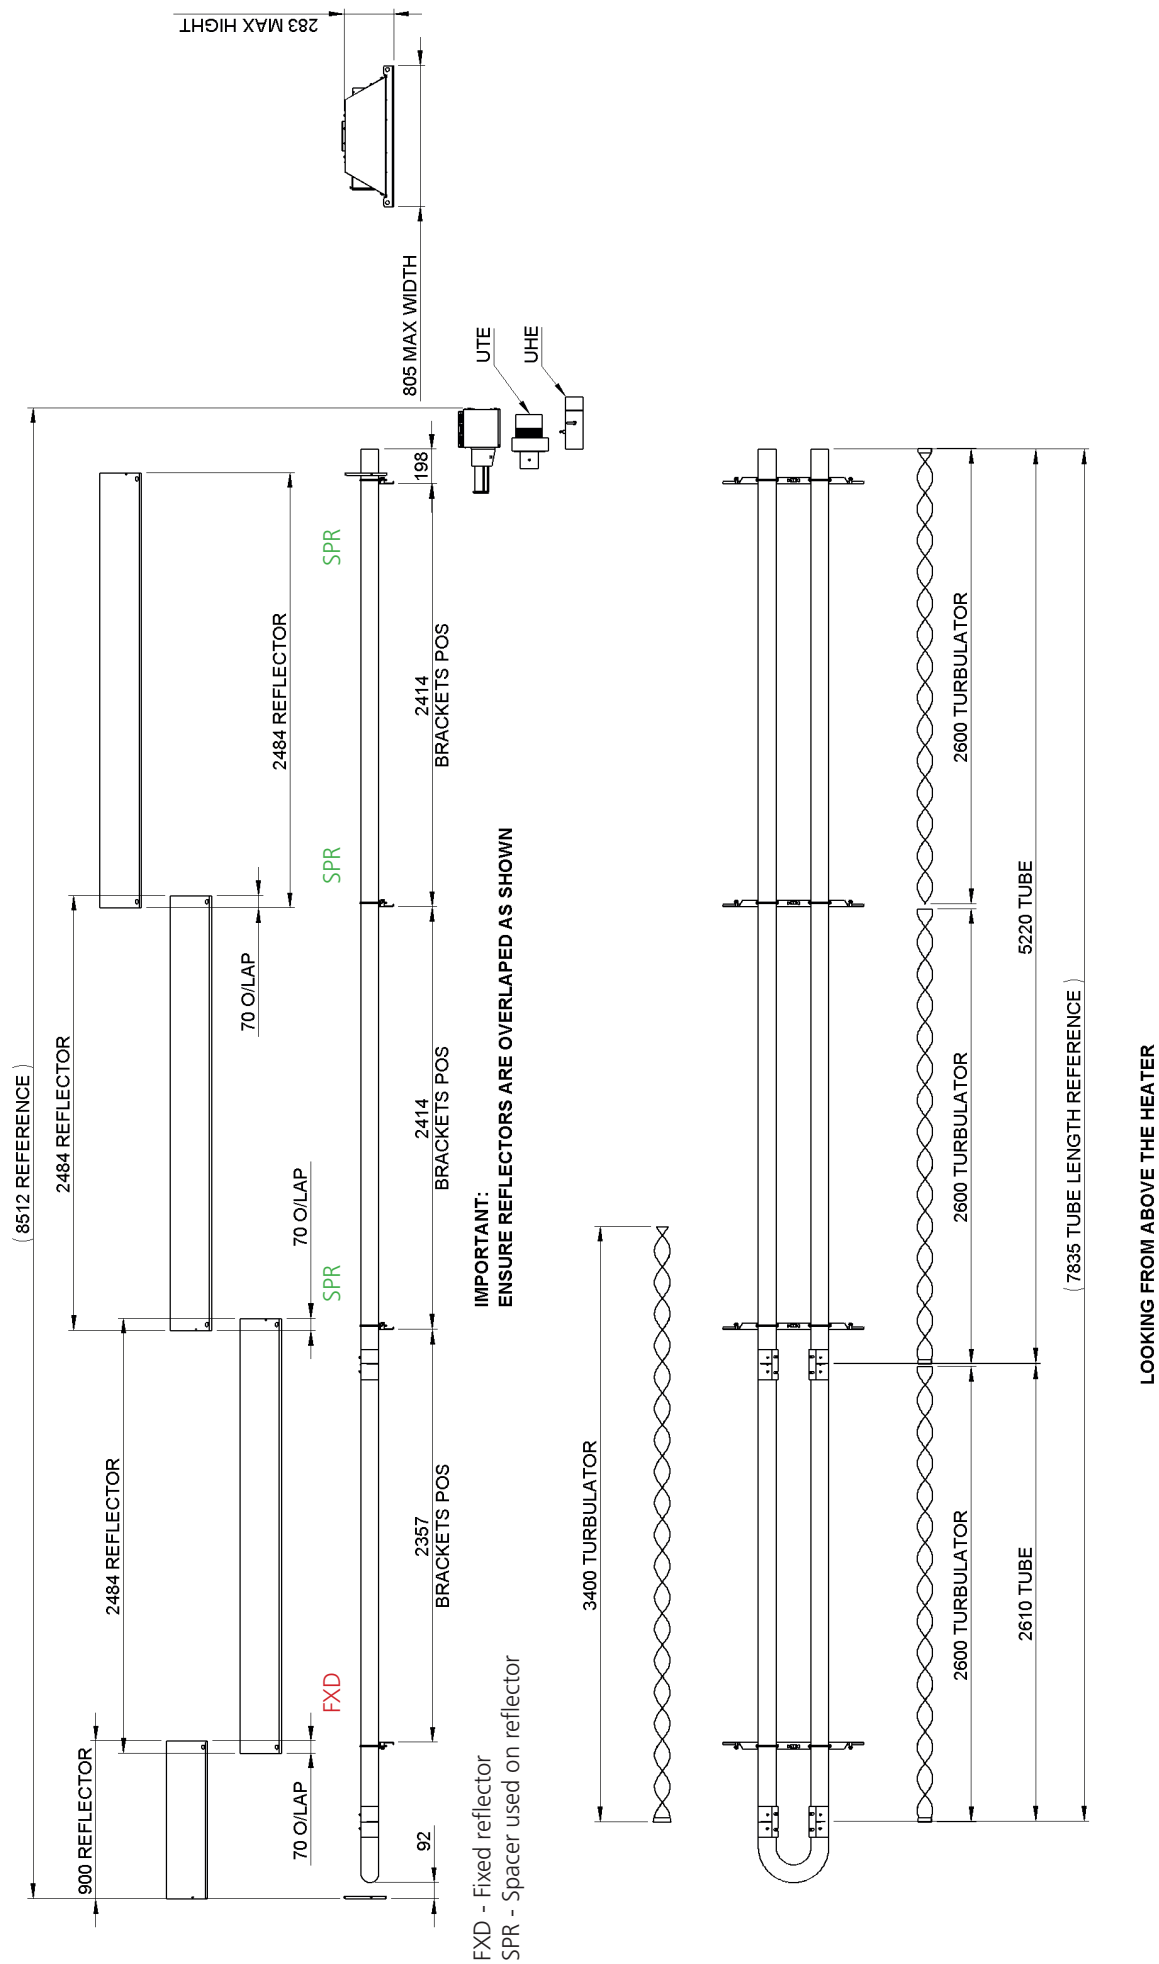 ( 8512 REFERENCE )
900 REFLECTOR
2484 REFLECTOR
2484 REFLECTOR
2484 REFLECTOR
70 O/LAP
70 O/LAP
70 O/LAP
FXD
SPR
SPR
SPR
92
2357
BRACKETS POS
2414
BRACKETS POS
2414
BRACKETS POS
198
805 MAX WIDTH
283 MAX HIGHT
UTE
UHE
FXD - Fixed reflector
SPR - Spacer used on reflector
IMPORTANT:
ENSURE REFLECTORS ARE OVERLAPED AS SHOWN
3400 TURBULATOR
2600 TURBULATOR
2600 TURBULATOR
2600 TURBULATOR
2610 TUBE
5220 TUBE
( 7835 TUBE LENGTH REFERENCE )
LOOKING FROM ABOVE THE HEATER